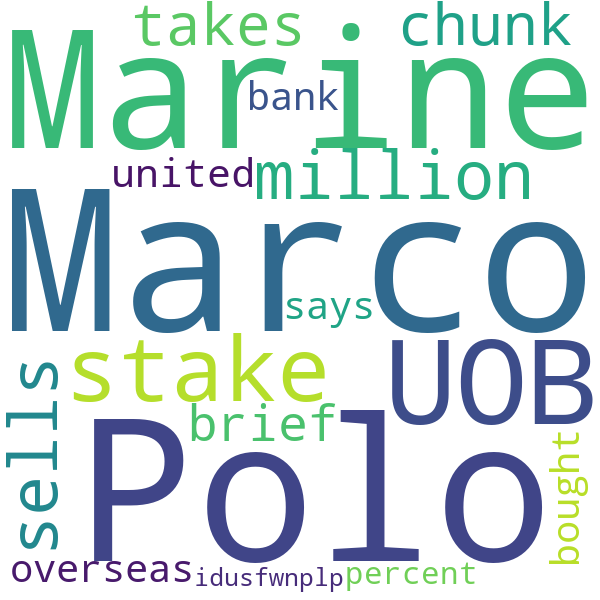 takes chunk
Marine
bank
united million
Marco
says
stake UOB
sells
brief
Polo
bought
overseas idusfwnplp percent